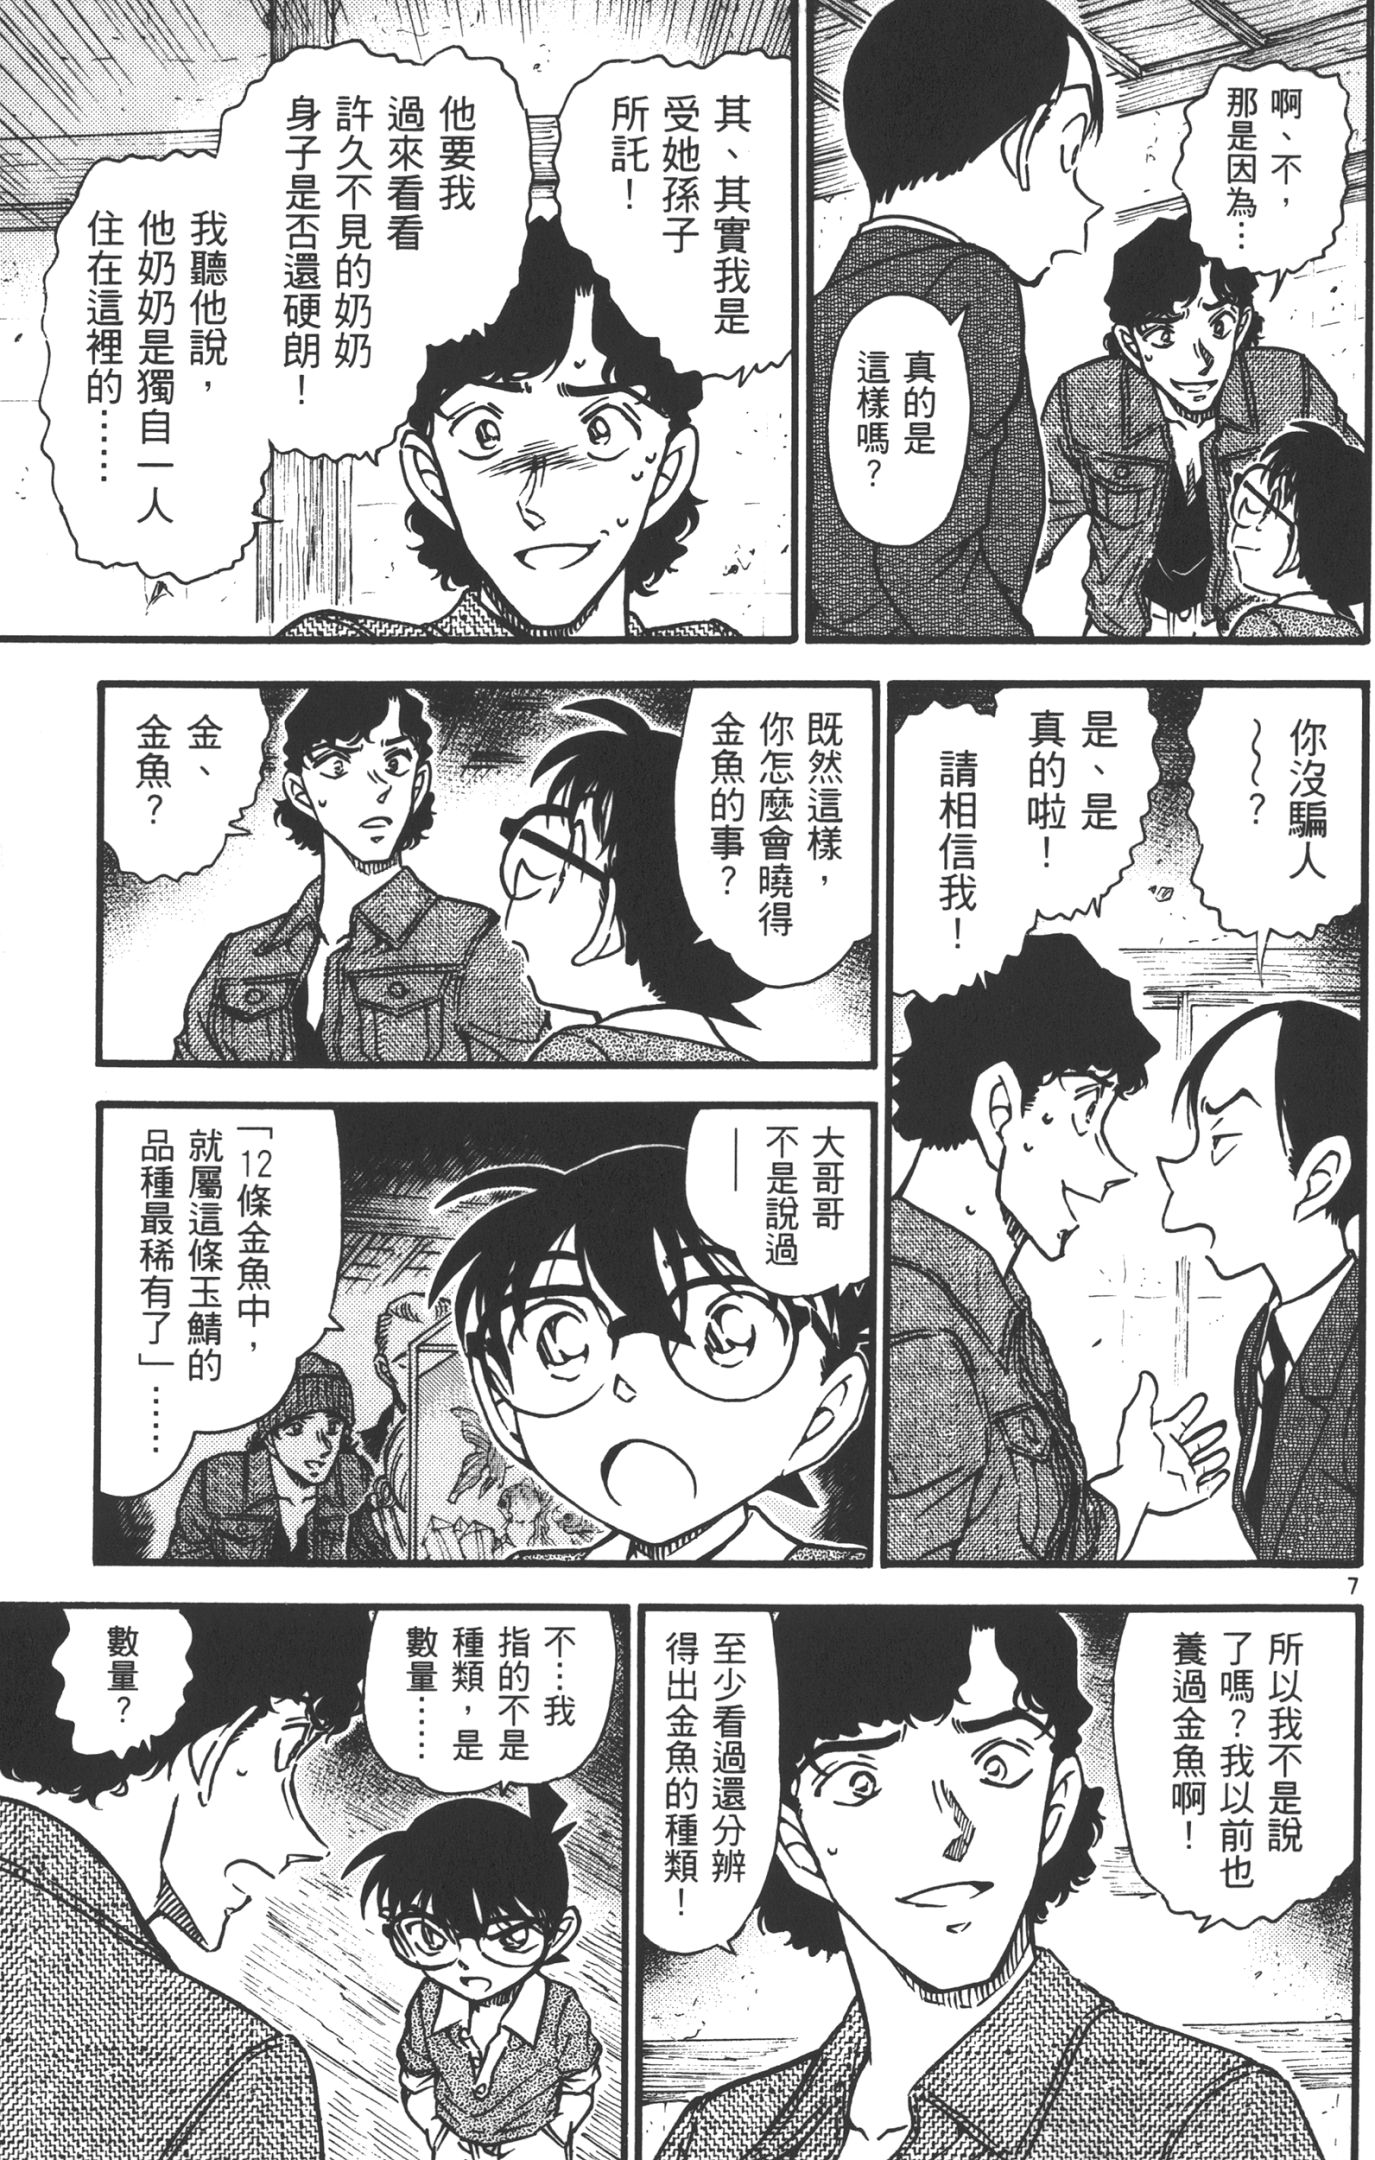 啊、不，
那是因為…
真的是
這樣嗎？
其、其實我是
受她孫子
所託！
他要我
過來看看
許久不見的奶奶
身子是否還硬朗！
我聽他說，
他奶奶是獨自一人
住在這裡的……
你沒騙人
～～？
是、是
真的啦！
請相信我！
既然這樣，
你怎麼會曉得
金魚的事？
金、
金魚？
大哥哥
不是說過
——
「12條金魚中，
就屬這條玉鯖的
品種最稀有了」……
7
所以我不是說
了嗎？我以前也
養過金魚啊！
至少看過還分辨
得出金魚的種類！
不…我
指的不是
種類，是
數量……
數量？